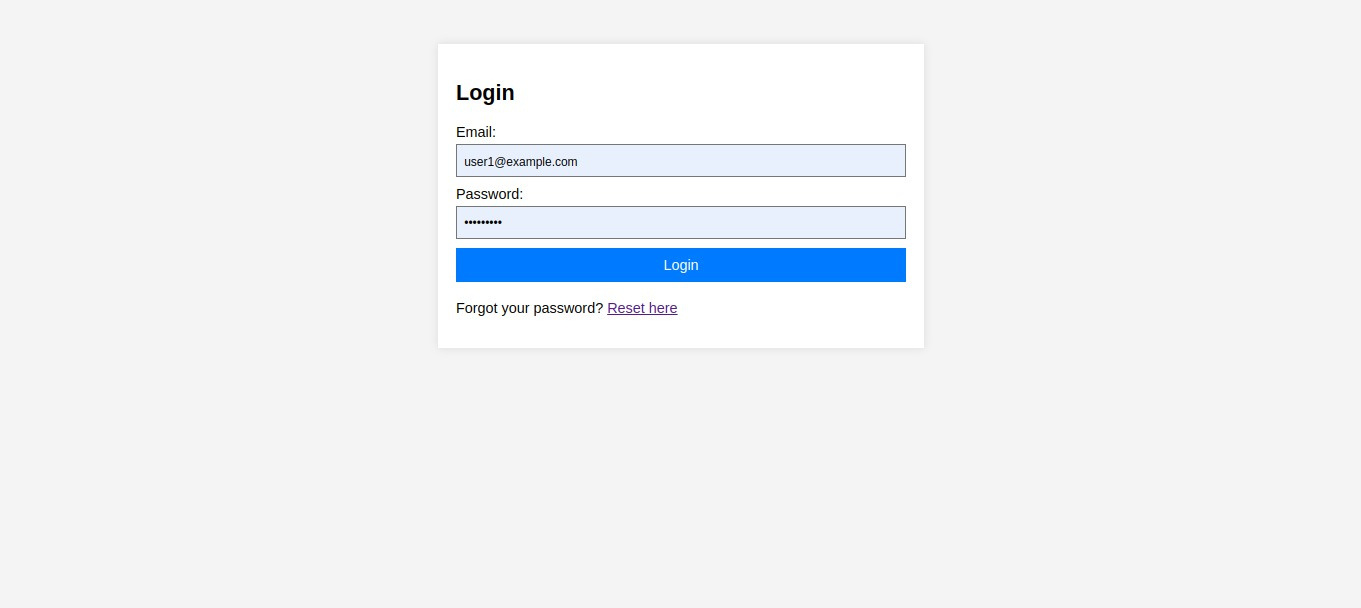 Login
Email:
user1@example.com
Password:
•••••••••
Login
Forgot your password? Reset here